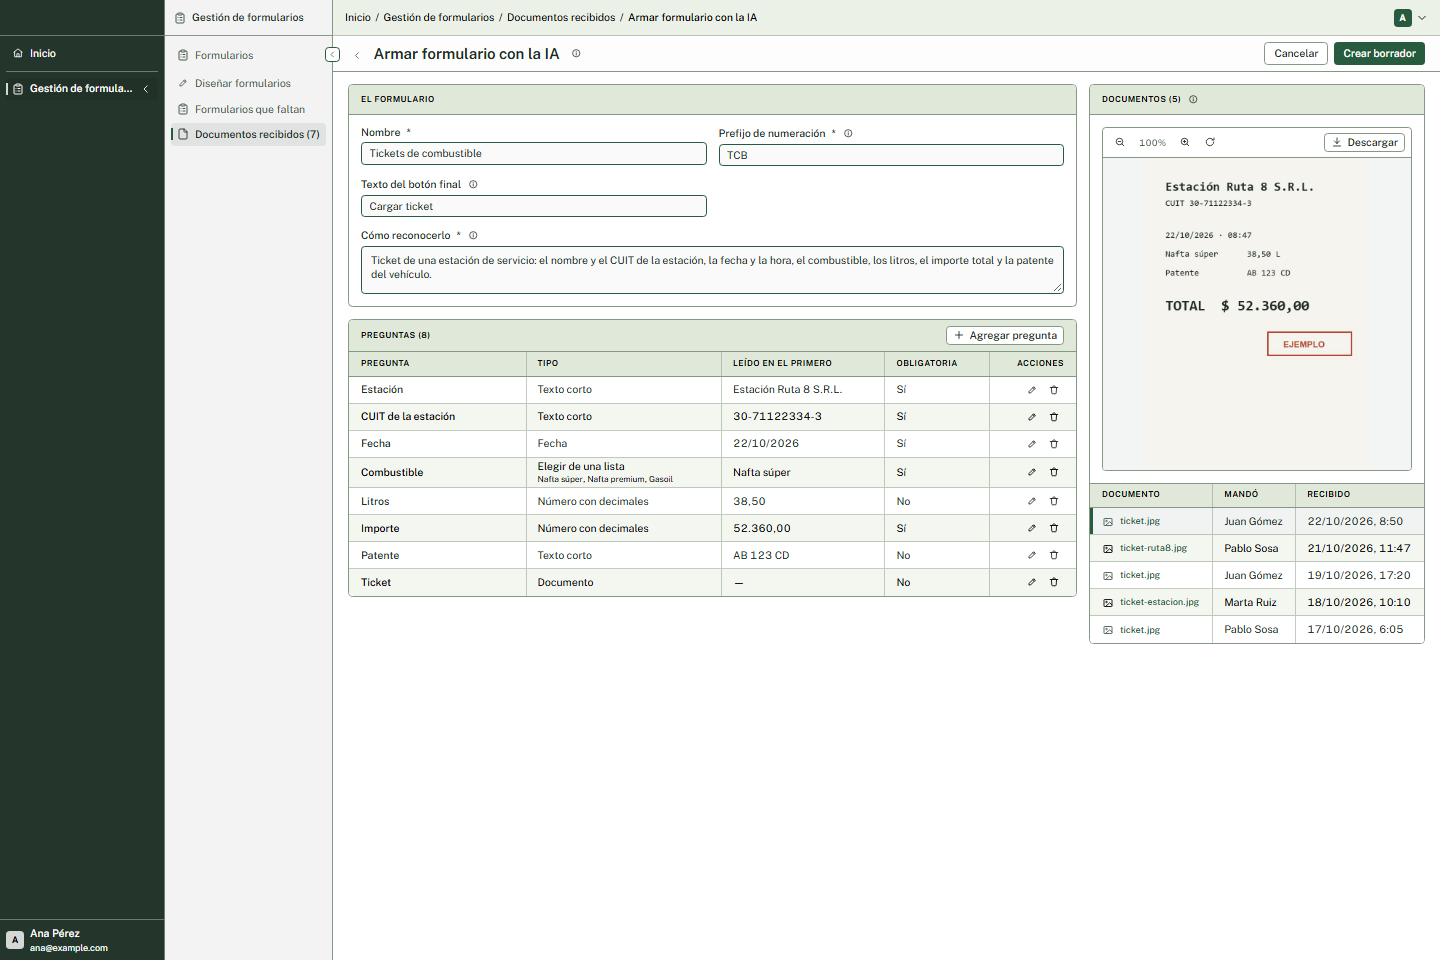 Gestión de formularios
Inicio / Gestión de formularios / Documentos recibidos / Armar formulario con la IA
A
Inicio
Gestión de formula...
Formularios
Diseñar formularios
Formularios que faltan
Documentos recibidos (7)
Armar formulario con la IA
Cancelar
Crear borrador
EL FORMULARIO
Nombre *
Tickets de combustible
Prefijo de numeración *
TCB
Texto del botón final
Cargar ticket
Cómo reconocerlo *
Ticket de una estación de servicio: el nombre y el CUIT de la estación, la fecha y la hora, el combustible, los litros, el importe total y la patente
del vehículo.
PREGUNTAS (8)
Agregar pregunta
PREGUNTA TIPO LEÍDO EN EL PRIMERO OBLIGATORIA ACCIONES
Estación Texto corto Estación Ruta 8 S.R.L. Sí
CUIT de la estación Texto corto 30-71122334-3 Sí
Fecha Fecha 22/10/2026 Sí
Combustible Elegir de una lista Nafta súper Sí
Nafta súper, Nafta premium, Gasoil
Litros Número con decimales 38,50 No
Importe Número con decimales 52.360,00 Sí
Patente Texto corto AB 123 CD No
Ticket Documento — No
DOCUMENTOS (5)
100%
Descargar
Estación Ruta 8 S.R.L.
CUIT 30-71122334-3
22/10/2026 · 08:47
Nafta súper 38,50 L
Patente AB 123 CD
TOTAL $ 52.360,00
EJEMPLO
DOCUMENTO MANDÓ RECIBIDO
ticket.jpg Juan Gómez 22/10/2026, 8:50
ticket-ruta8.jpg Pablo Sosa 21/10/2026, 11:47
ticket.jpg Juan Gómez 19/10/2026, 17:20
ticket-estacion.jpg Marta Ruiz 18/10/2026, 10:10
ticket.jpg Pablo Sosa 17/10/2026, 6:05
A
Ana Pérez
ana@example.com